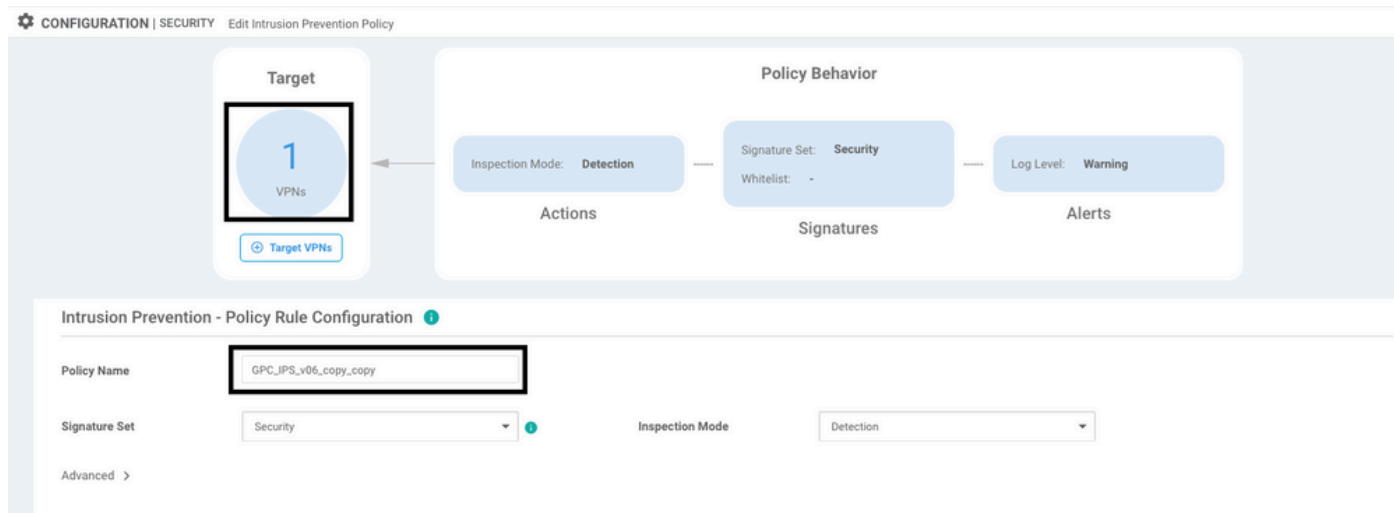 CONFIGURATION | SECURITY Edit Intrusion Prevention Policy
Target
Policy Behavior
1
VPNs
Target VPNs
Inspection Mode: Detection
Actions
Signature Set: Security
Whitelist: -
Signatures
Log Level: Warning
Alerts
Intrusion Prevention - Policy Rule Configuration
Policy Name GPC_IPS_v06_copy_copy
Signature Set Security Inspection Mode Detection
Advanced >